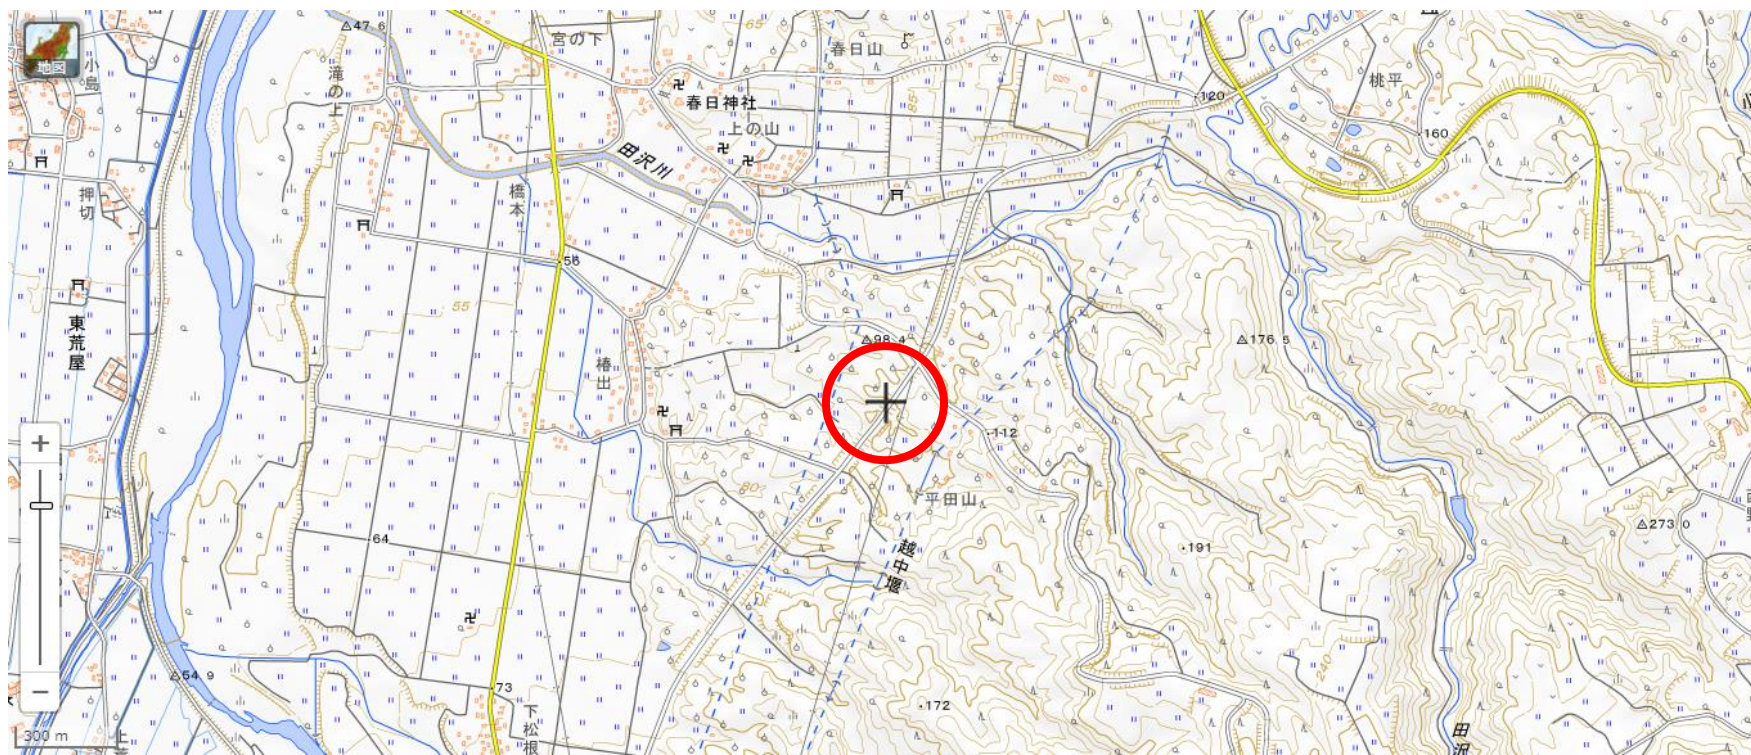 地図
小島
47.6
滝の上
宮の下
65
春日山
85
120
桃平
160
春日神社
上の山
田沢川
橋本
押切
56
55
東荒屋
椿出
98.4
176.5
200
112
80
平田山
越中堰
64
191
273.0
240
54.9
73
下松根
172
田沢
300 m